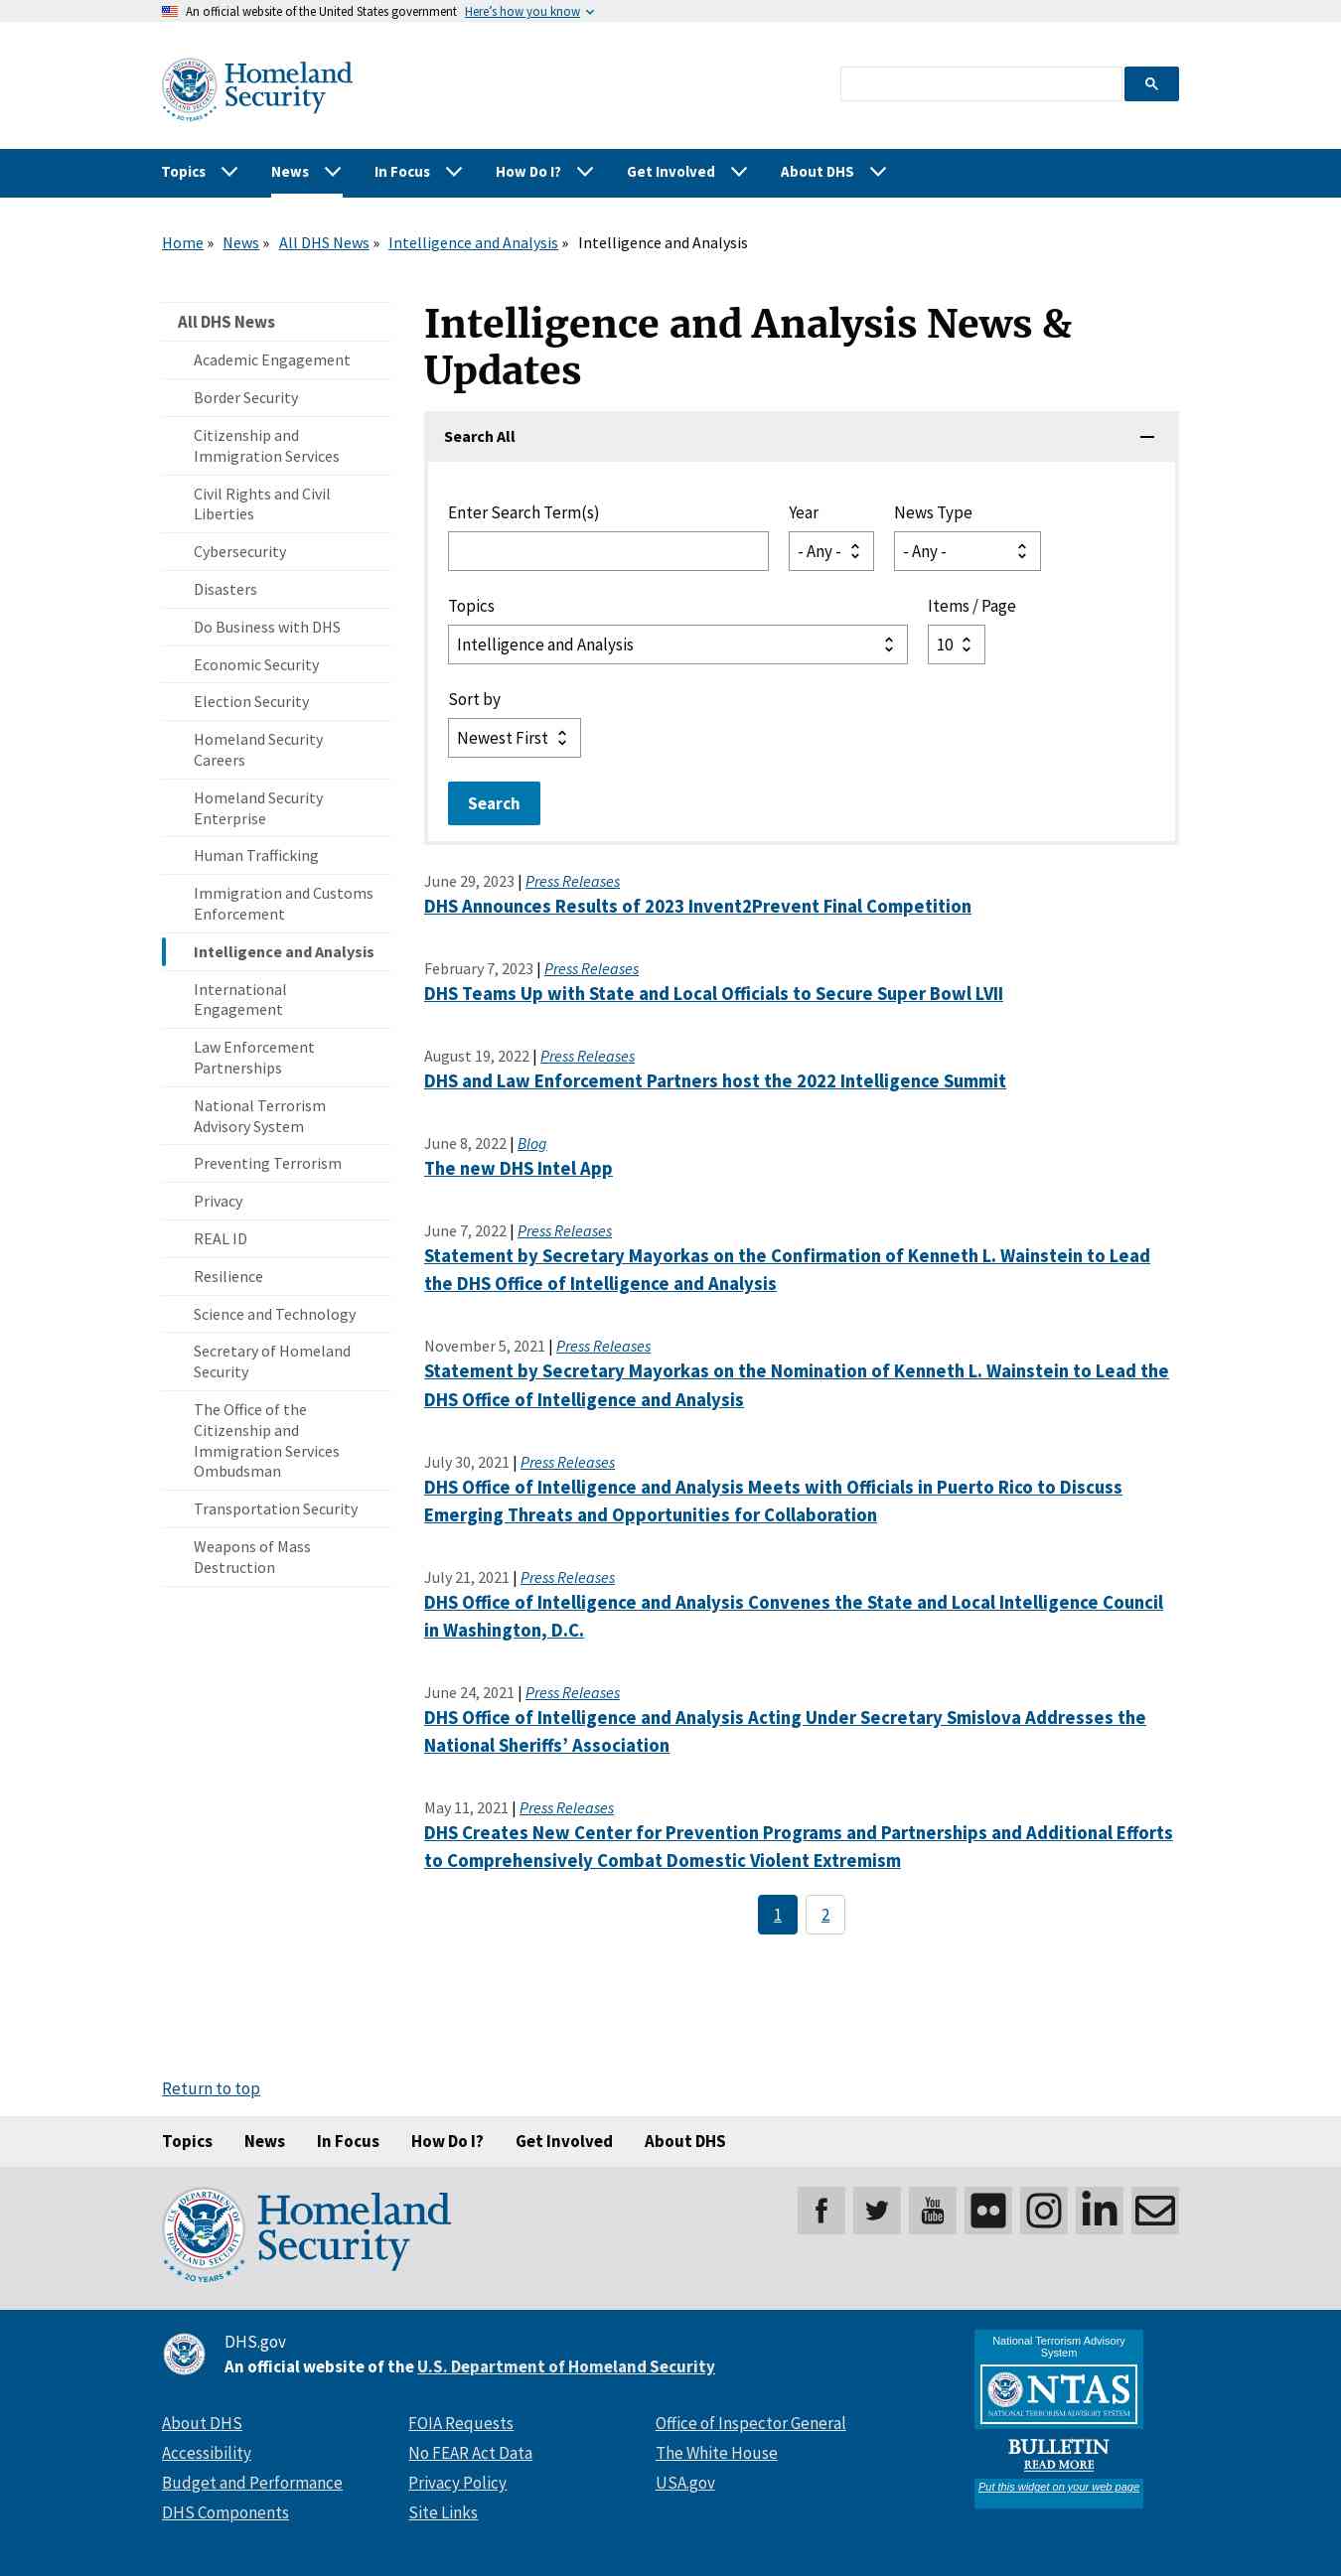 An official website of the United States government Here’s how you know
Homeland
Security
Topics News In Focus How Do I? Get Involved About DHS
Home » News » All DHS News » Intelligence and Analysis » Intelligence and Analysis
All DHS News
Academic Engagement
Border Security
Citizenship and
Immigration Services
Civil Rights and Civil
Liberties
Cybersecurity
Disasters
Do Business with DHS
Economic Security
Election Security
Homeland Security
Careers
Homeland Security
Enterprise
Human Trafficking
Immigration and Customs
Enforcement
Intelligence and Analysis
International
Engagement
Law Enforcement
Partnerships
National Terrorism
Advisory System
Preventing Terrorism
Privacy
REAL ID
Resilience
Science and Technology
Secretary of Homeland
Security
The Office of the
Citizenship and
Immigration Services
Ombudsman
Transportation Security
Weapons of Mass
Destruction
Intelligence and Analysis News &
Updates
Search All
Enter Search Term(s) Year News Type
- Any - - Any -
Topics Items / Page
Intelligence and Analysis 10
Sort by
Newest First
Search
June 29, 2023 | Press Releases
DHS Announces Results of 2023 Invent2Prevent Final Competition
February 7, 2023 | Press Releases
DHS Teams Up with State and Local Officials to Secure Super Bowl LVII
August 19, 2022 | Press Releases
DHS and Law Enforcement Partners host the 2022 Intelligence Summit
June 8, 2022 | Blog
The new DHS Intel App
June 7, 2022 | Press Releases
Statement by Secretary Mayorkas on the Confirmation of Kenneth L. Wainstein to Lead
the DHS Office of Intelligence and Analysis
November 5, 2021 | Press Releases
Statement by Secretary Mayorkas on the Nomination of Kenneth L. Wainstein to Lead the
DHS Office of Intelligence and Analysis
July 30, 2021 | Press Releases
DHS Office of Intelligence and Analysis Meets with Officials in Puerto Rico to Discuss
Emerging Threats and Opportunities for Collaboration
July 21, 2021 | Press Releases
DHS Office of Intelligence and Analysis Convenes the State and Local Intelligence Council
in Washington, D.C.
June 24, 2021 | Press Releases
DHS Office of Intelligence and Analysis Acting Under Secretary Smislova Addresses the
National Sheriffs’ Association
May 11, 2021 | Press Releases
DHS Creates New Center for Prevention Programs and Partnerships and Additional Efforts
to Comprehensively Combat Domestic Violent Extremism
1 2
Return to top
Topics News In Focus How Do I? Get Involved About DHS
Homeland
Security
20 YEARS
You
Tube
in
DHS.gov
An official website of the U.S. Department of Homeland Security
About DHS FOIA Requests Office of Inspector General
Accessibility No FEAR Act Data The White House
Budget and Performance Privacy Policy USA.gov
DHS Components Site Links
National Terrorism Advisory
System
NTAS
NATIONAL TERRORISM ADVISORY SYSTEM
BULLETIN
READ MORE
Put this widget on your web page